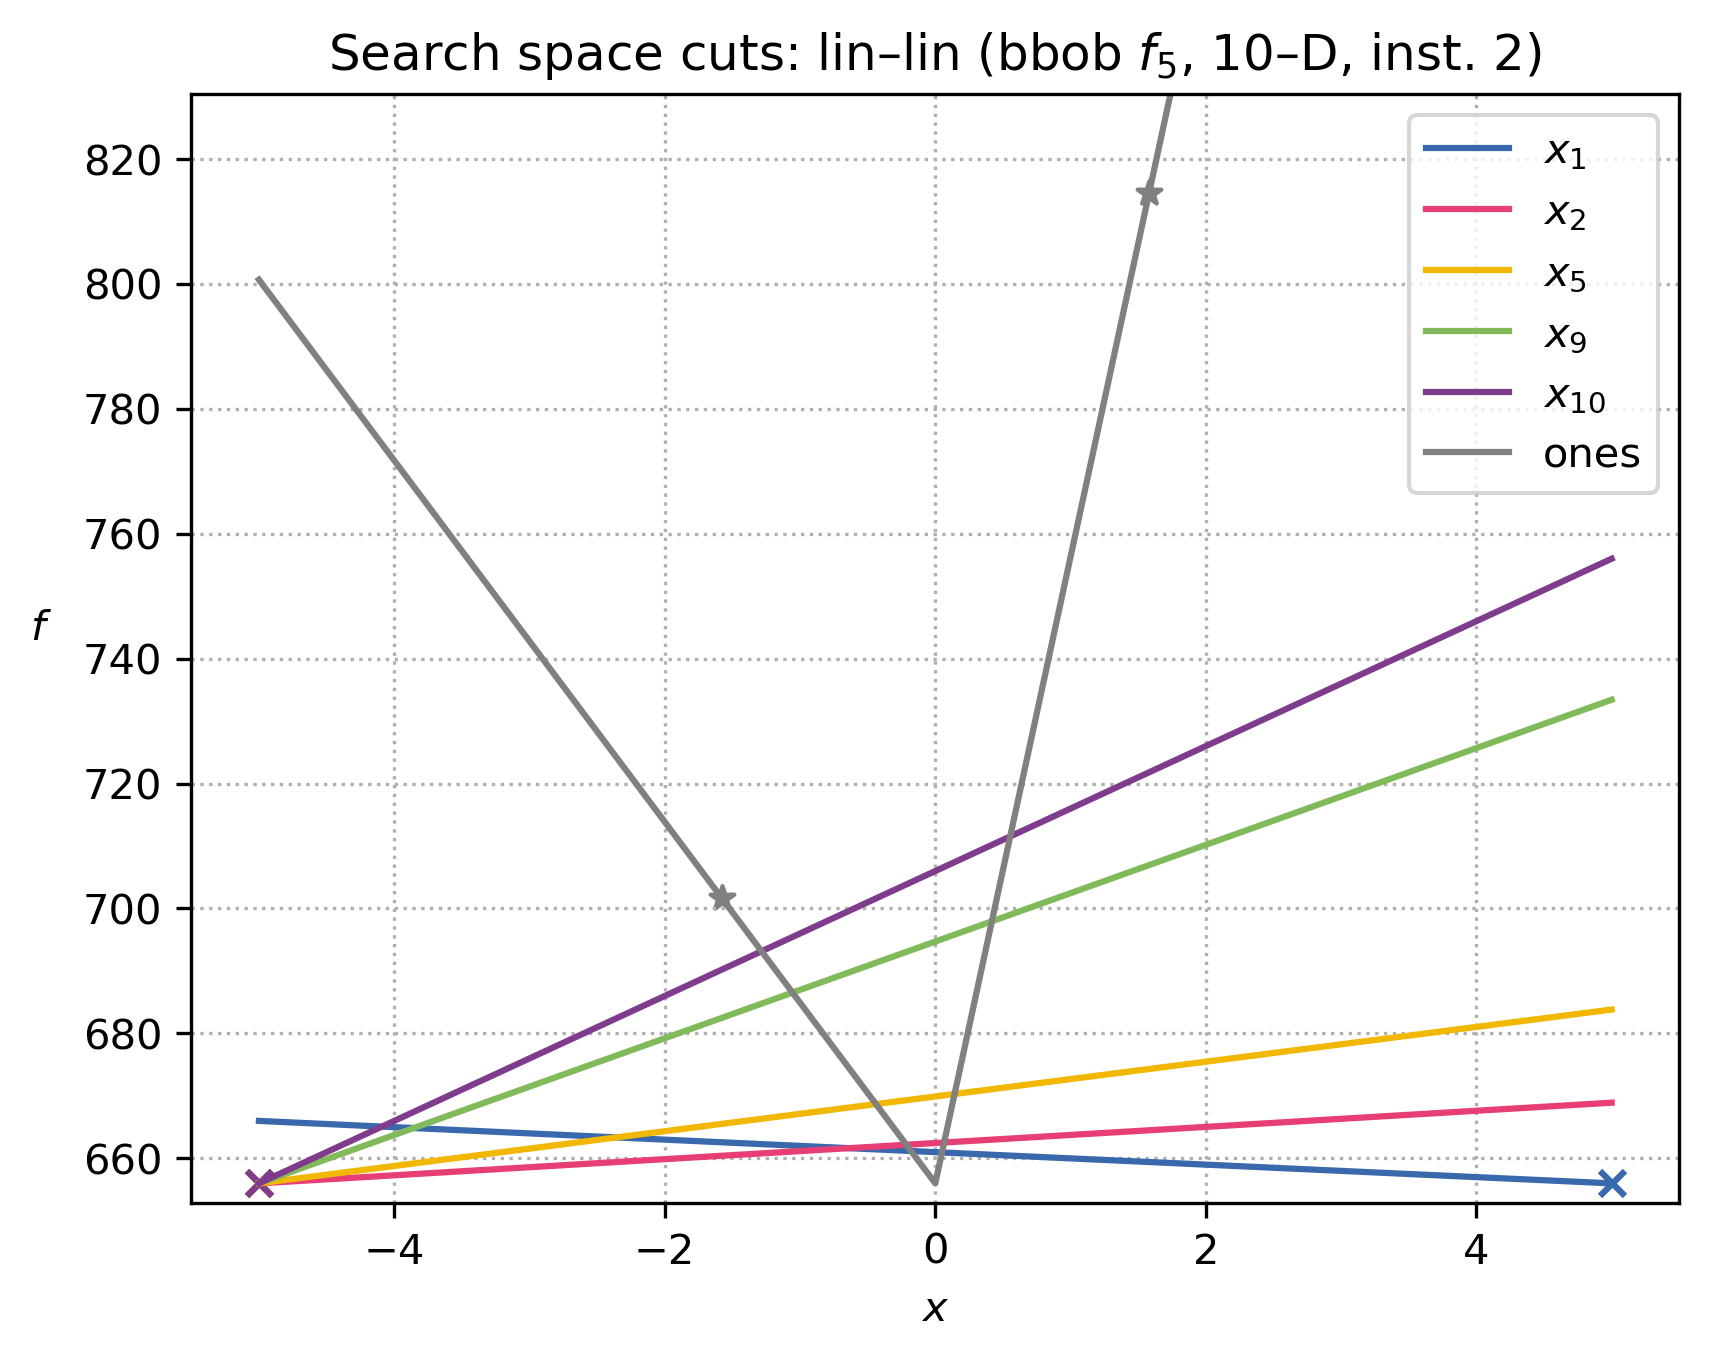 Search space cuts: lin–lin (bbob f₅, 10–D, inst. 2)
820
800
780
760
740
720
700
680
660
f
−4
−2
0
2
4
x
x₁
x₂
x₅
x₉
x₁₀
ones